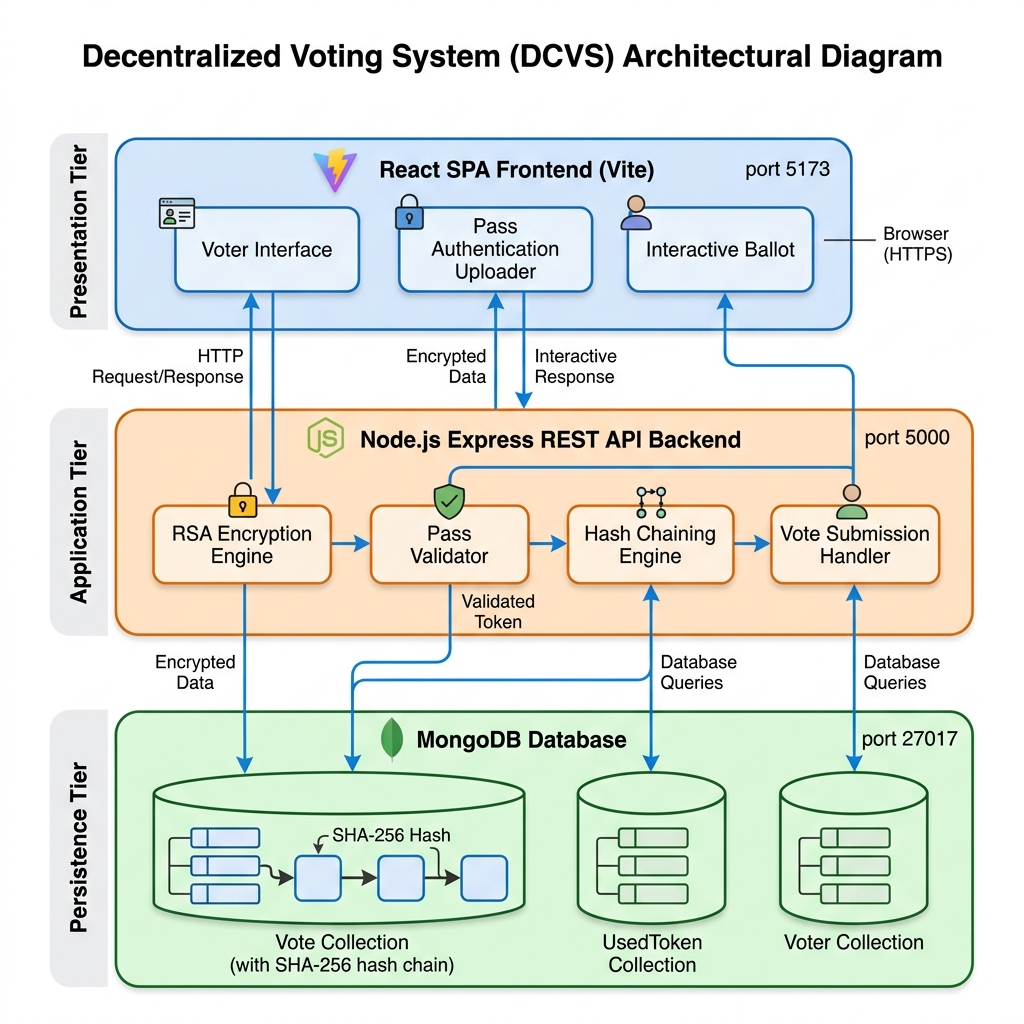 Decentralized Voting System (DCVS) Architectural Diagram
Presentation Tier
React SPA Frontend (Vite)
port 5173
Voter Interface
Pass
Authentication
Uploader
Interactive Ballot
Browser
(HTTPS)
HTTP
Request/Response
Encrypted
Data
Interactive
Response
Application Tier
JS
Node.js Express REST API Backend
port 5000
RSA Encryption
Engine
Pass
Validator
Hash Chaining
Engine
Vote Submission
Handler
Validated
Token
Encrypted
Data
Database
Queries
Database
Queries
Persistence Tier
MongoDB Database
port 27017
SHA-256 Hash
Vote Collection
(with SHA-256 hash chain)
UsedToken
Collection
Voter Collection